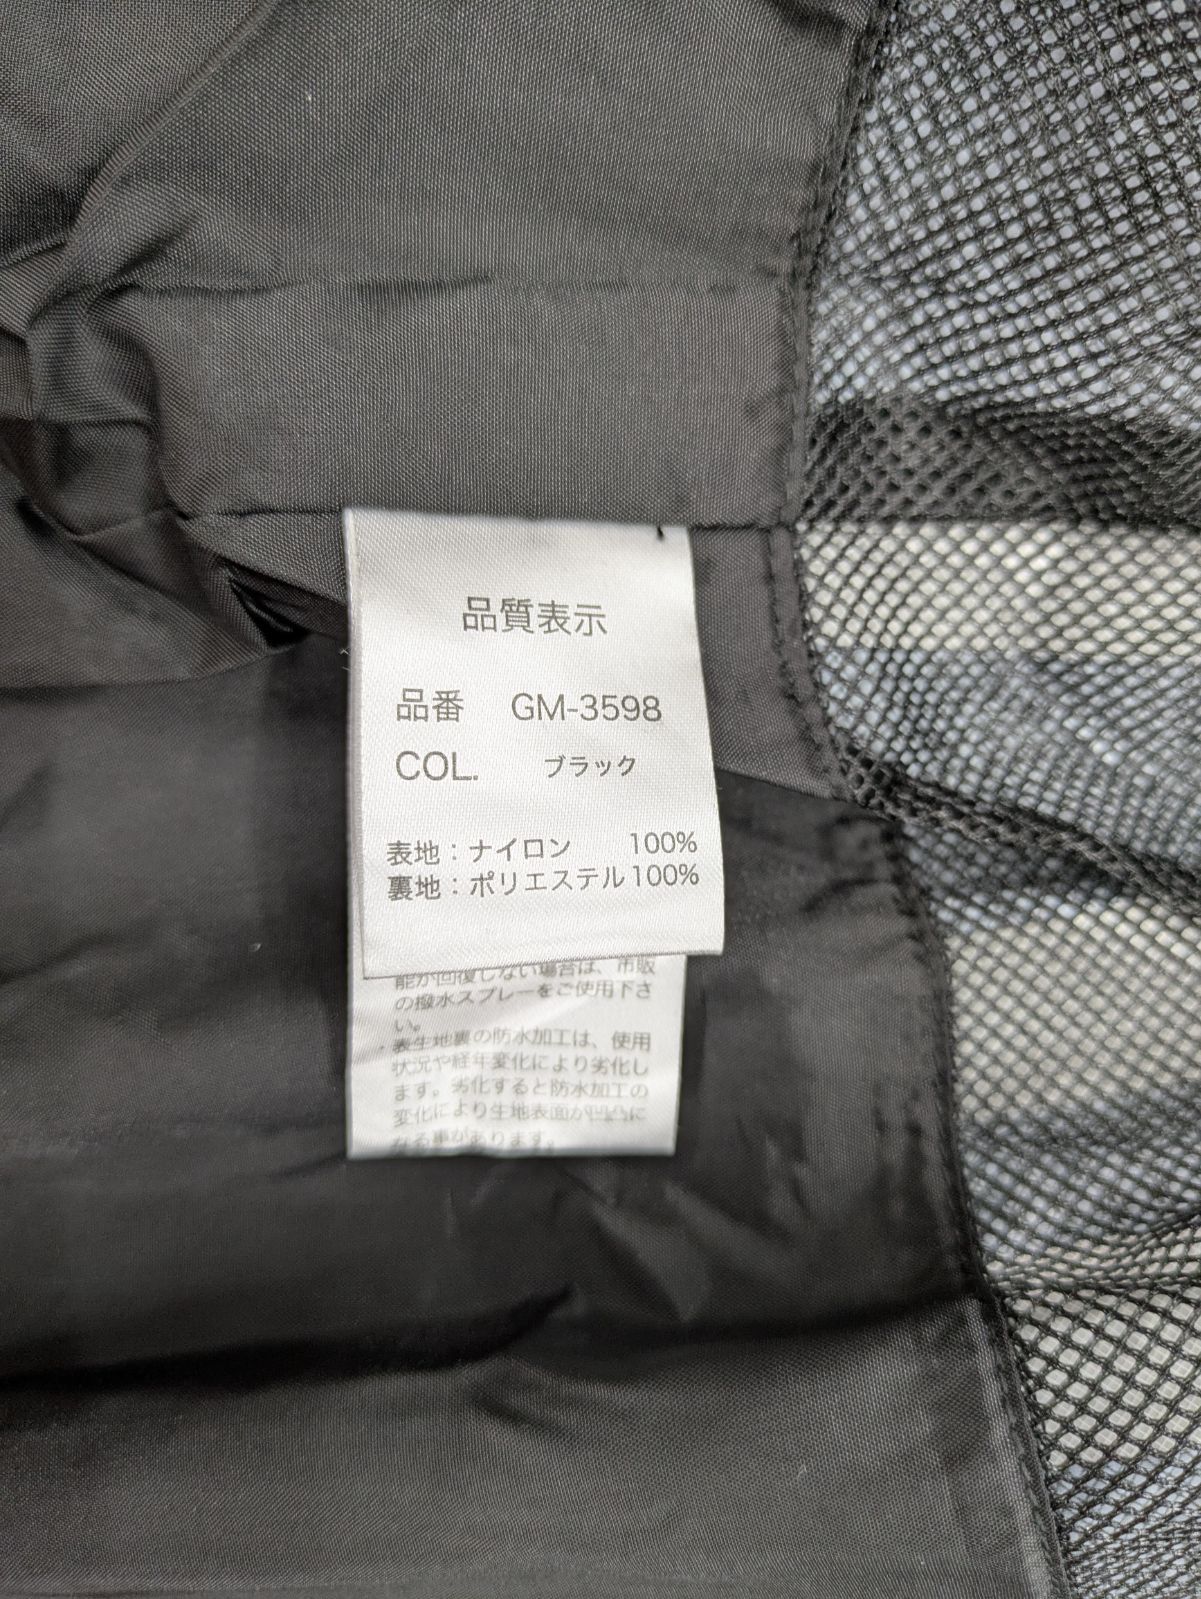 品質表示
品番 GM-3598
COL. ブラック
表地：ナイロン 100%
裏地：ポリエステル100%
能が回復しない場合は、市販
の撥水スプレーをご使用下さ
い。
・表生地裏の防水加工は、使用
状況や経年変化により劣化し
ます。劣化すると防水加工の
変化により生地表面が凹凸に
なる事があります。